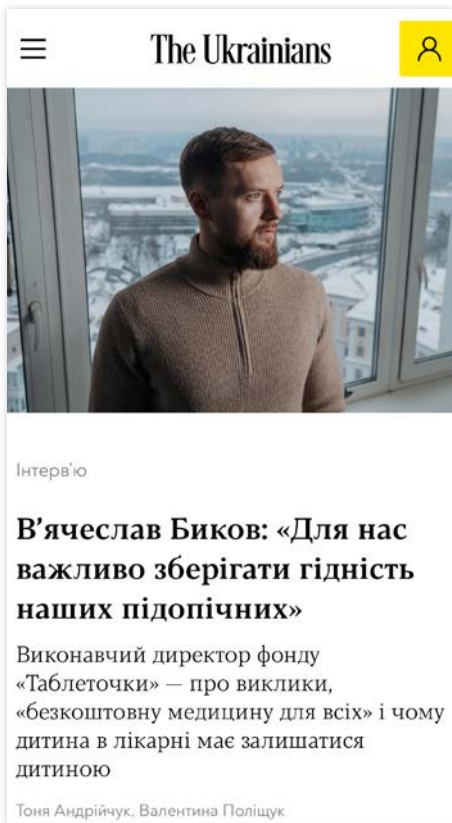 The Ukrainians
Інтерв'ю
В’ячеслав Биков: «Для нас
важливо зберігати гідність
наших підопічних»
Виконавчий директор фонду
«Таблеточки» — про виклики,
«безкоштовну медицину для всіх» і чому
дитина в лікарні має залишатися
дитиною
Тоня Андрійчук, Валентина Поліщук